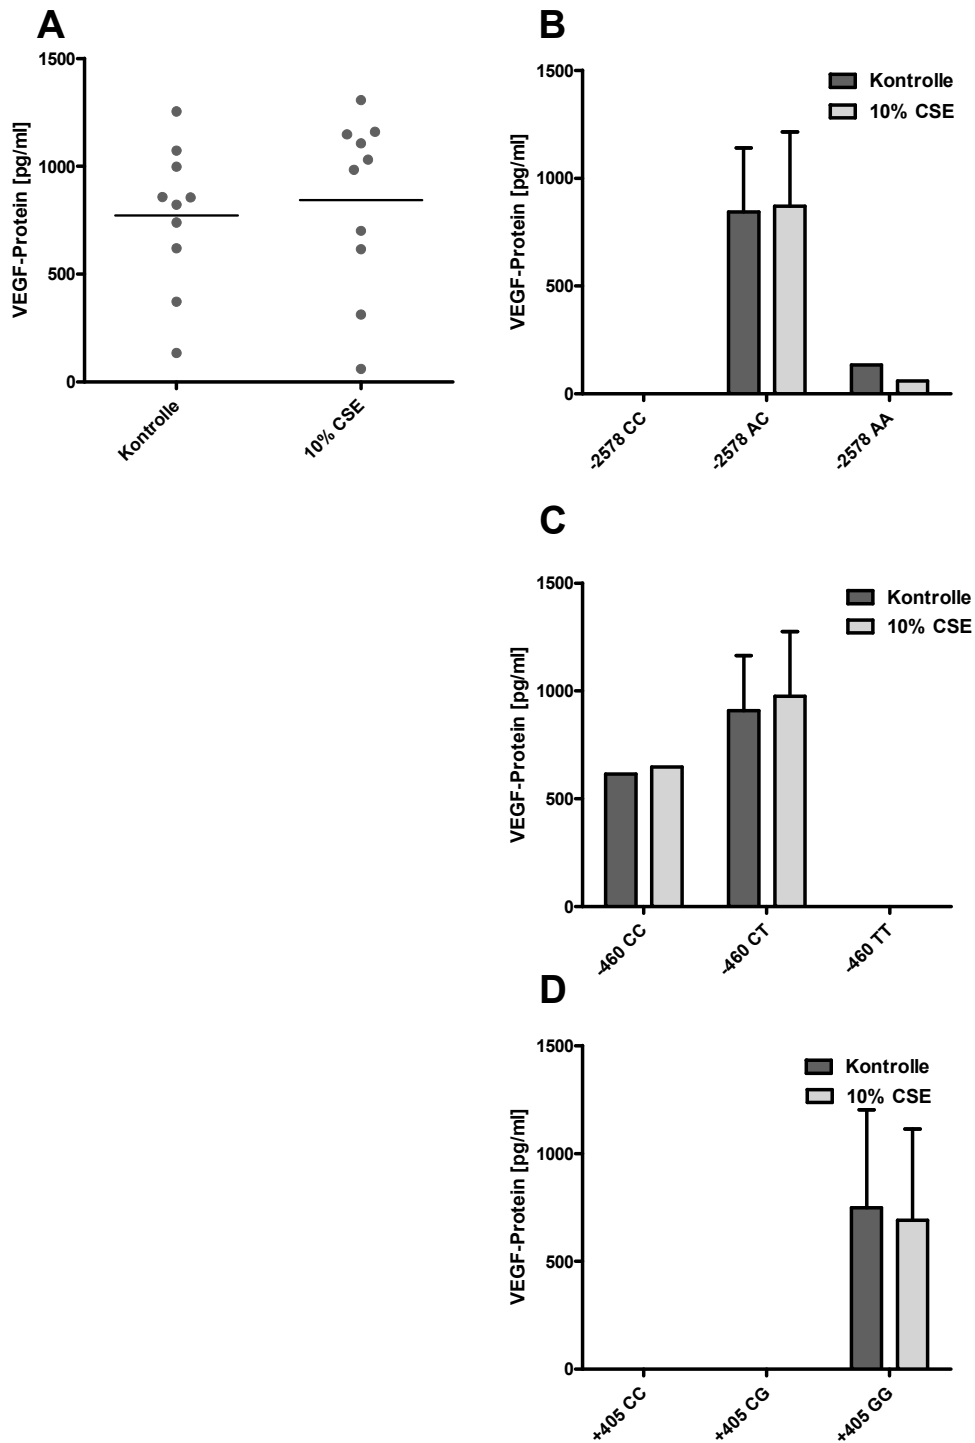 A
VEGF-Protein [pg/ml]
1500
1000
500
0
Kontrolle
10% CSE
B
VEGF-Protein [pg/ml]
1500
1000
500
0
Kontrolle
10% CSE
-2578 CC
-2578 AC
-2578 AA
C
VEGF-Protein [pg/ml]
1500
1000
500
0
Kontrolle
10% CSE
-460 CC
-460 CT
-460 TT
D
VEGF-Protein [pg/ml]
1500
1000
500
0
Kontrolle
10% CSE
+405 CC
+405 CG
+405 GG